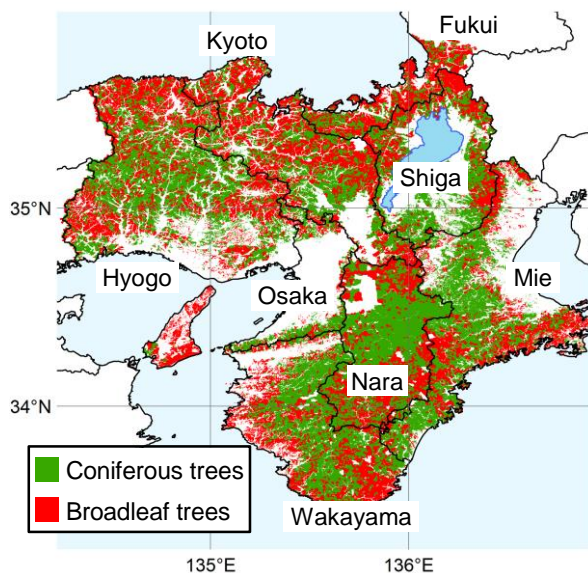 Fukui
Kyoto
Shiga
35°N
Hyogo
Osaka
Mie
Nara
34°N
Coniferous trees
Broadleaf trees
Wakayama
135°E
136°E